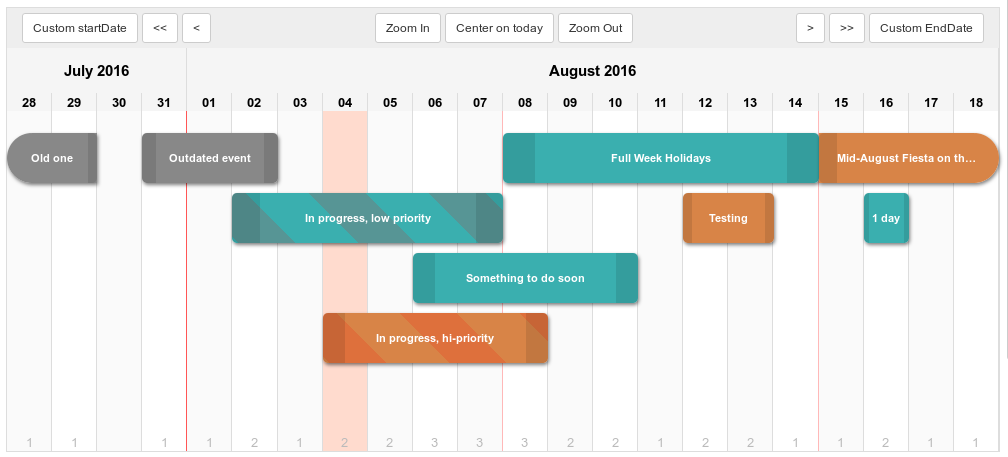 Custom startDate << < Zoom In Center on today Zoom Out > >> Custom EndDate
July 2016 August 2016
28 29 30 31 01 02 03 04 05 06 07 08 09 10 11 12 13 14 15 16 17 18
Old one Outdated event Full Week Holidays Mid-August Fiesta on th...
In progress, low priority Testing 1 day
Something to do soon
In progress, hi-priority
1 1 1 1 2 1 2 2 3 3 3 2 2 1 2 2 1 1 2 1 1